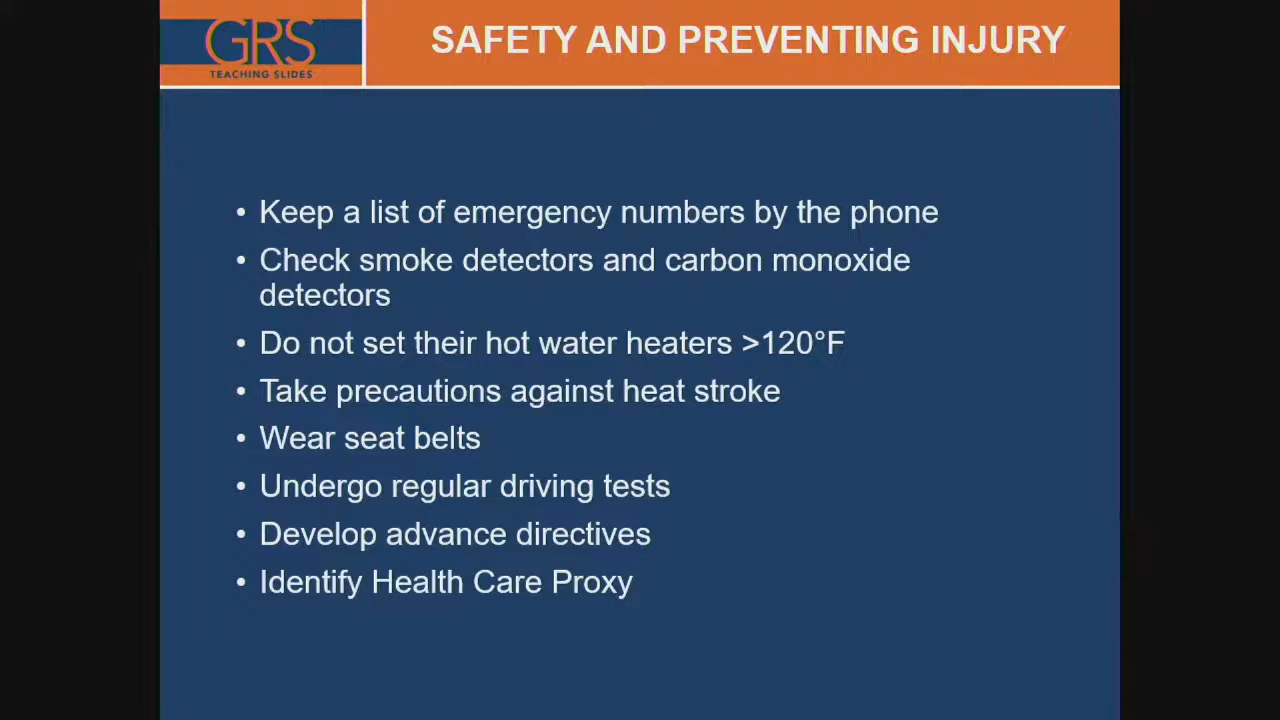 GRS
TEACHING SLIDES
SAFETY AND PREVENTING INJURY
• Keep a list of emergency numbers by the phone
• Check smoke detectors and carbon monoxide
detectors
• Do not set their hot water heaters >120°F
• Take precautions against heat stroke
• Wear seat belts
• Undergo regular driving tests
• Develop advance directives
• Identify Health Care Proxy